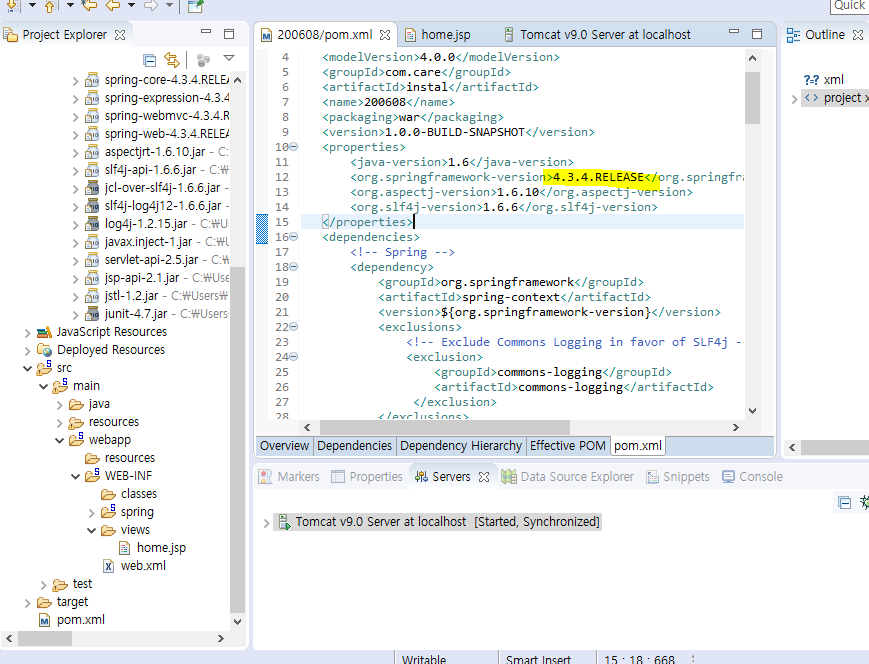 Quick
Project Explorer
spring-core-4.3.4.RELEA
spring-expression-4.3.4
spring-webmvc-4.3.4.REL
spring-web-4.3.4.RELEA
aspectjrt-1.6.10.jar - C:
slf4j-api-1.6.6.jar - C:
jcl-over-slf4j-1.6.6.jar
slf4j-log4j12-1.6.6.jar
log4j-1.2.15.jar - C:₩U
javax.inject-1.jar - C:₩
servlet-api-2.5.jar - C:₩
jsp-api-2.1.jar - C:₩Us
jstl-1.2.jar - C:₩Users₩
junit-4.7.jar - C:₩Users
JavaScript Resources
Deployed Resources
src
main
java
resources
webapp
resources
WEB-INF
classes
spring
views
home.jsp
web.xml
test
target
pom.xml
200608/pom.xml
home.jsp
Tomcat v9.0 Server at localhost
4 <modelVersion>4.0.0</modelVersion>
5 <groupId>com.care</groupId>
6 <artifactId>instal</artifactId>
7 <name>200608</name>
8 <packaging>war</packaging>
9 <version>1.0.0-BUILD-SNAPSHOT</version>
10 <properties>
11 <java-version>1.6</java-version>
12 <org.springframework-version>4.3.4.RELEASE</org.springfra
13 <org.aspectj-version>1.6.10</org.aspectj-version>
14 <org.slf4j-version>1.6.6</org.slf4j-version>
15 </properties>
16 <dependencies>
17 <!-- Spring -->
18 <dependency>
19 <groupId>org.springframework</groupId>
20 <artifactId>spring-context</artifactId>
21 <version>${org.springframework-version}</version>
22 <exclusions>
23 <!-- Exclude Commons Logging in favor of SLF4j -
24 <exclusion>
25 <groupId>commons-logging</groupId>
26 <artifactId>commons-logging</artifactId>
27 </exclusion>
28 </exclusions>
Overview Dependencies Dependency Hierarchy Effective POM pom.xml
Outline
?=? xml
<> project x
Markers Properties Servers Data Source Explorer Snippets Console
Tomcat v9.0 Server at localhost [Started, Synchronized]
Writable Smart Insert 15 : 18 : 668